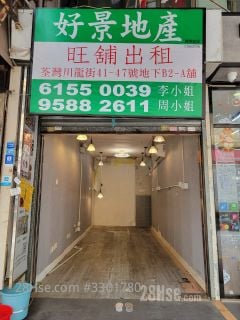 好景地產
旺舖出租
荃灣川龍街41-47號地下B2-A舖
6155 0039 李小姐
9588 2611 周小姐
28Hse.com #3301780
28Hse.com